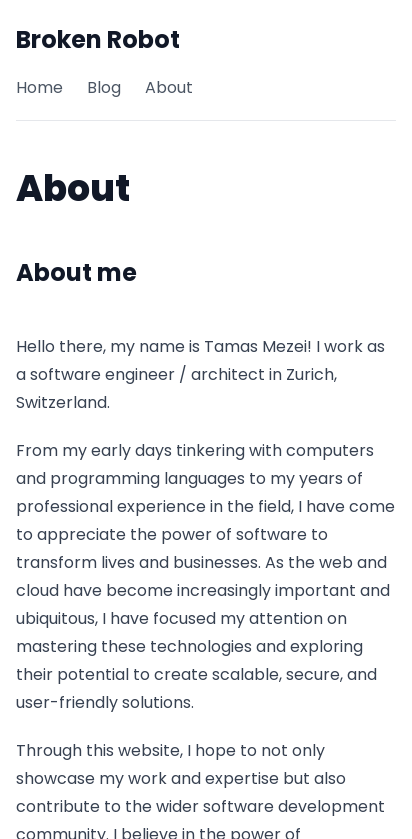 Broken Robot
Home Blog About
About
About me
Hello there, my name is Tamas Mezei! I work as
a software engineer / architect in Zurich,
Switzerland.
From my early days tinkering with computers
and programming languages to my years of
professional experience in the field, I have come
to appreciate the power of software to
transform lives and businesses. As the web and
cloud have become increasingly important and
ubiquitous, I have focused my attention on
mastering these technologies and exploring
their potential to create scalable, secure, and
user-friendly solutions.
Through this website, I hope to not only
showcase my work and expertise but also
contribute to the wider software development
community. I believe in the power of